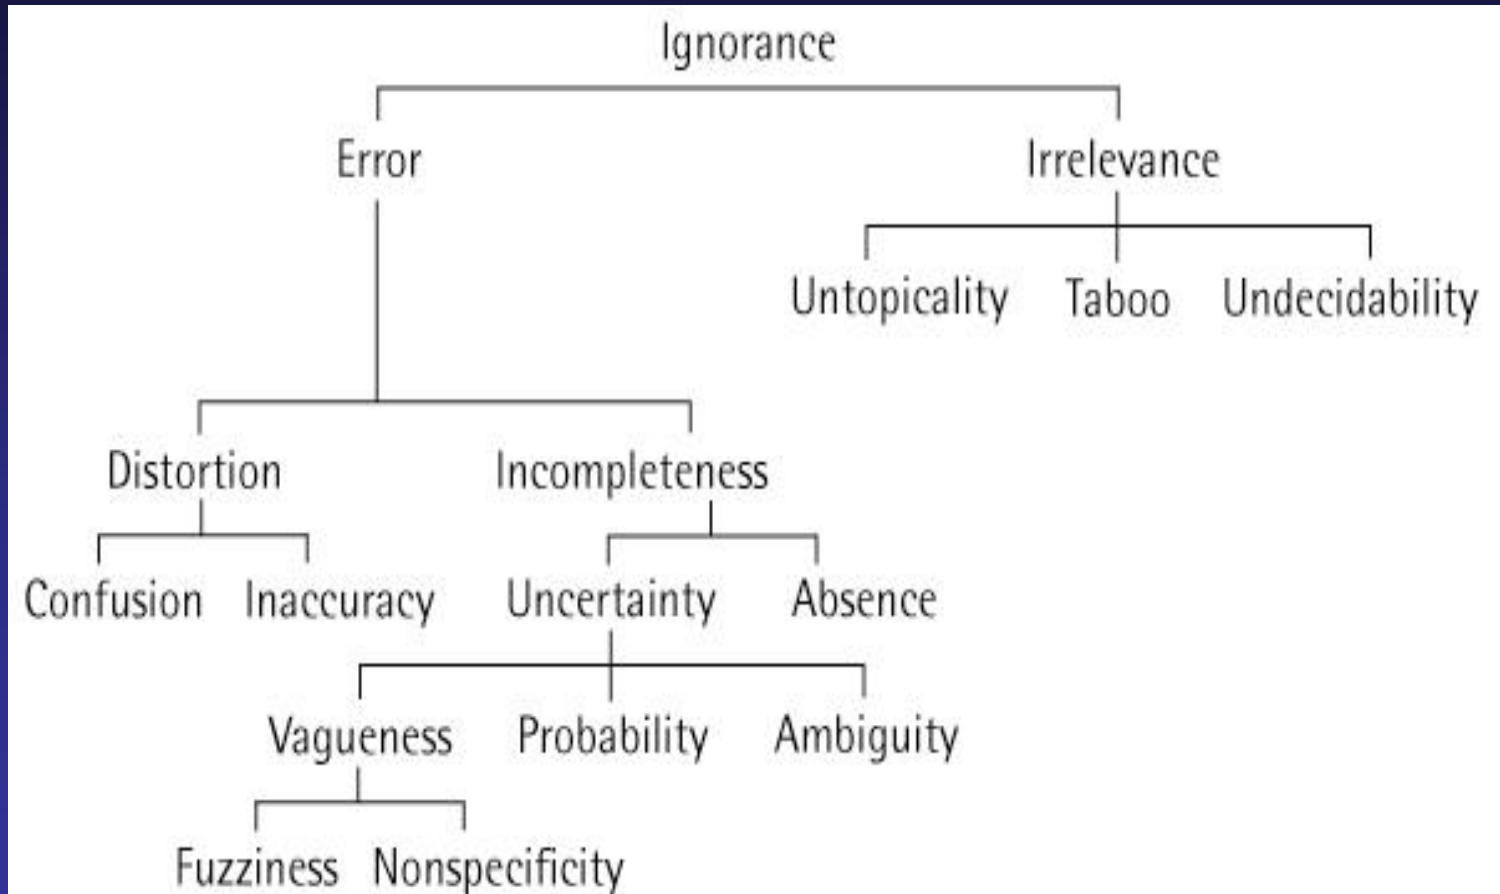 Ignorance
Error Irrelevance
Untopicality Taboo Undecidability
Distortion Incompleteness
Confusion Inaccuracy Uncertainty Absence
Vagueness Probability Ambiguity
Fuzziness Nonspecificity